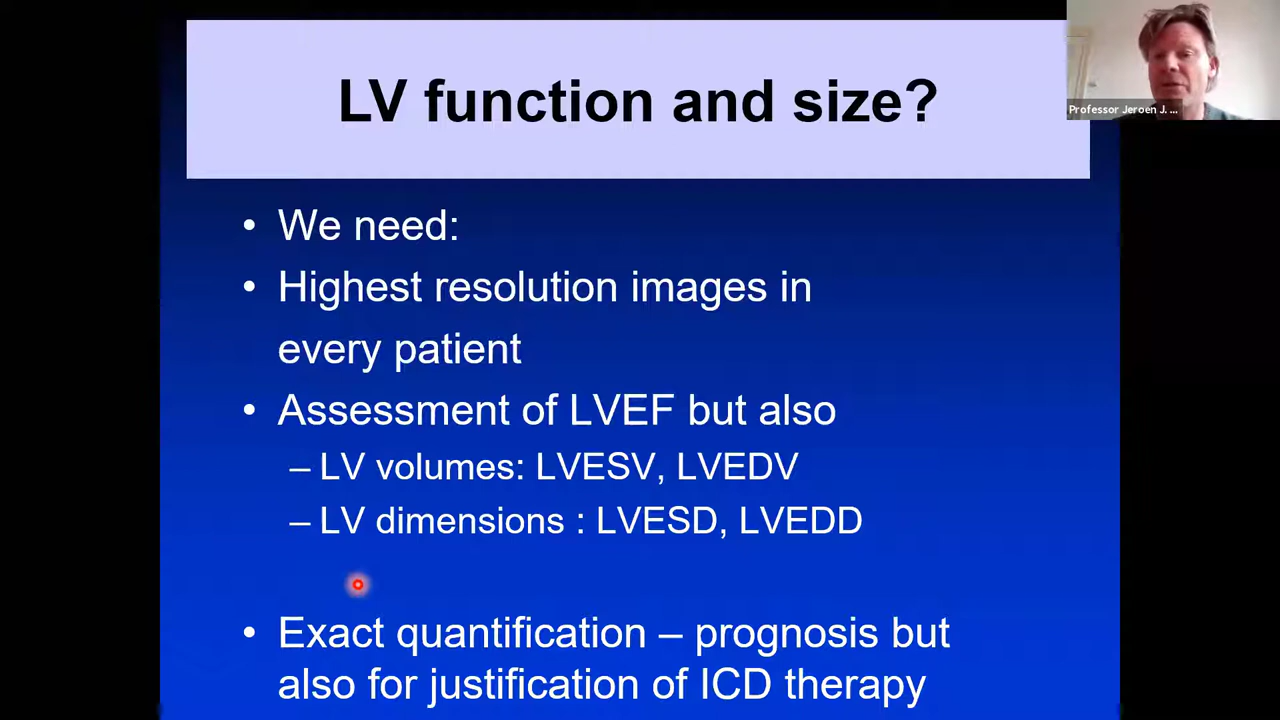 LV function and size?
Professor Jeroen J. ...
• We need:
• Highest resolution images in
every patient
• Assessment of LVEF but also
– LV volumes: LVESV, LVEDV
– LV dimensions : LVESD, LVEDD
• Exact quantification – prognosis but
also for justification of ICD therapy